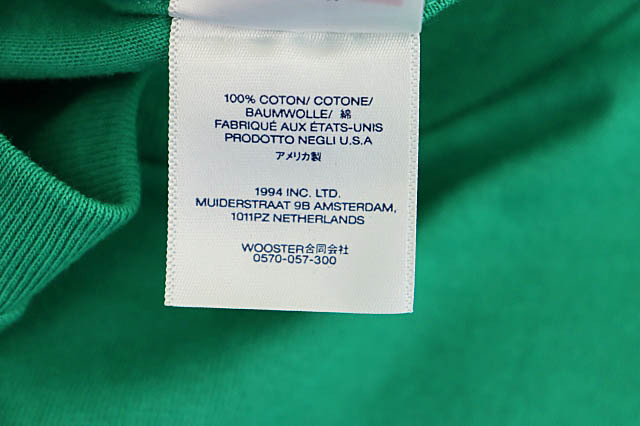 100% COTTON/ COTONE/
BAUMWOLLE/ 綿
FABRIQUÉ AUX ÉTATS-UNIS
PRODOTTO NEGLI U.S.A
アメリカ製
1994 INC. LTD.
MUIDERSTRAAT 9B AMSTERDAM,
1011PZ NETHERLANDS
WOOSTER合同会社
0570-057-300